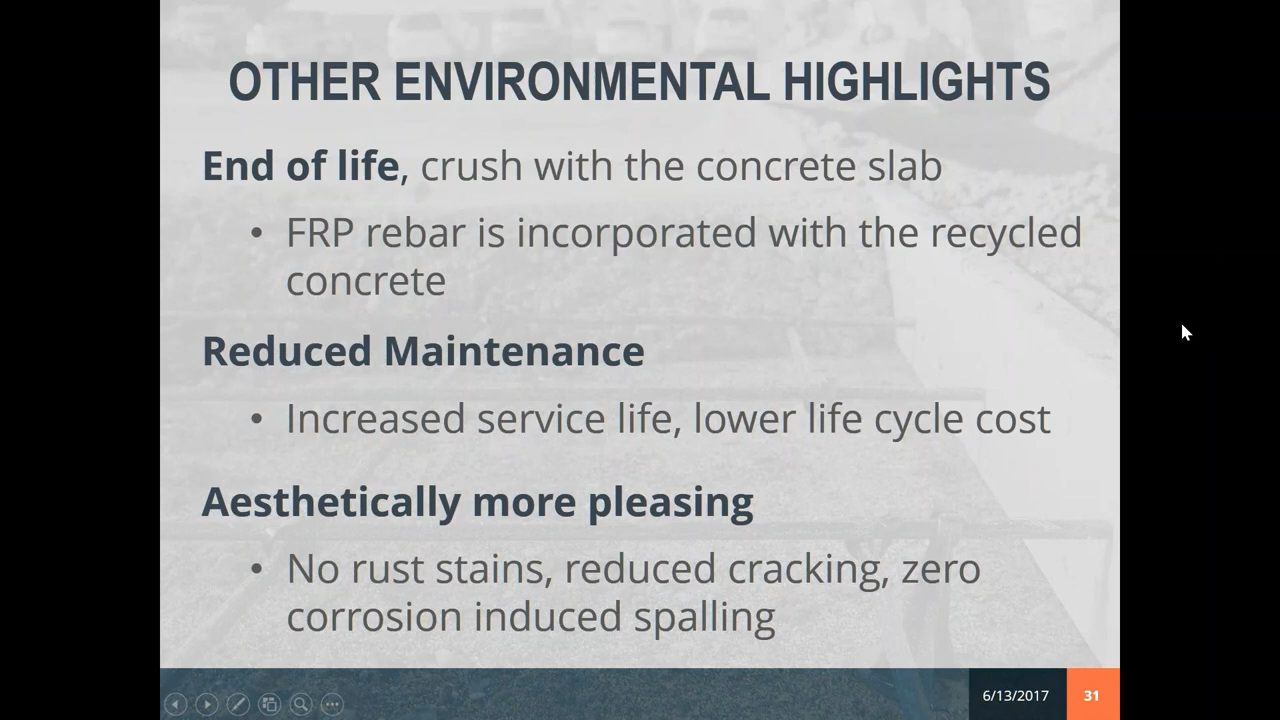 OTHER ENVIRONMENTAL HIGHLIGHTS
End of life, crush with the concrete slab
• FRP rebar is incorporated with the recycled
concrete
Reduced Maintenance
• Increased service life, lower life cycle cost
Aesthetically more pleasing
• No rust stains, reduced cracking, zero
corrosion induced spalling
6/13/2017 31